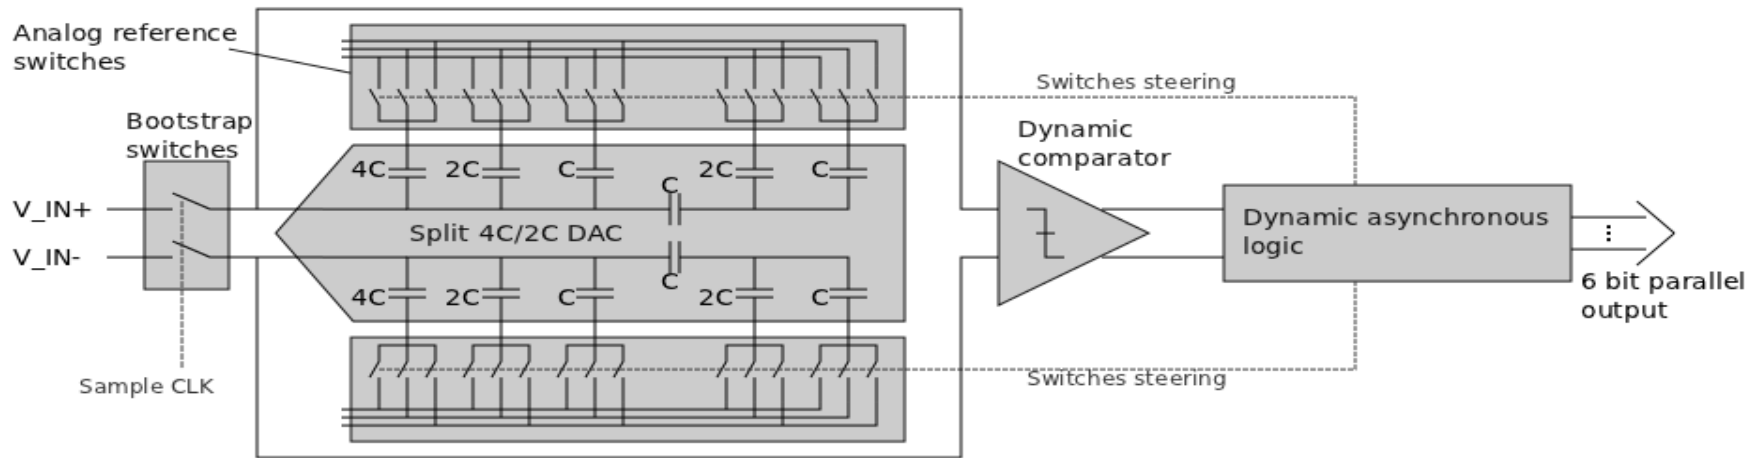 Analog reference
switches
Switches steering
Bootstrap
switches
Dynamic
comparator
4C 2C C 2C C
C
V_IN+
Split 4C/2C DAC
Dynamic asynchronous
logic
⋮
V_IN-
C
4C 2C C 2C C
6 bit parallel
output
Sample CLK
Switches steering